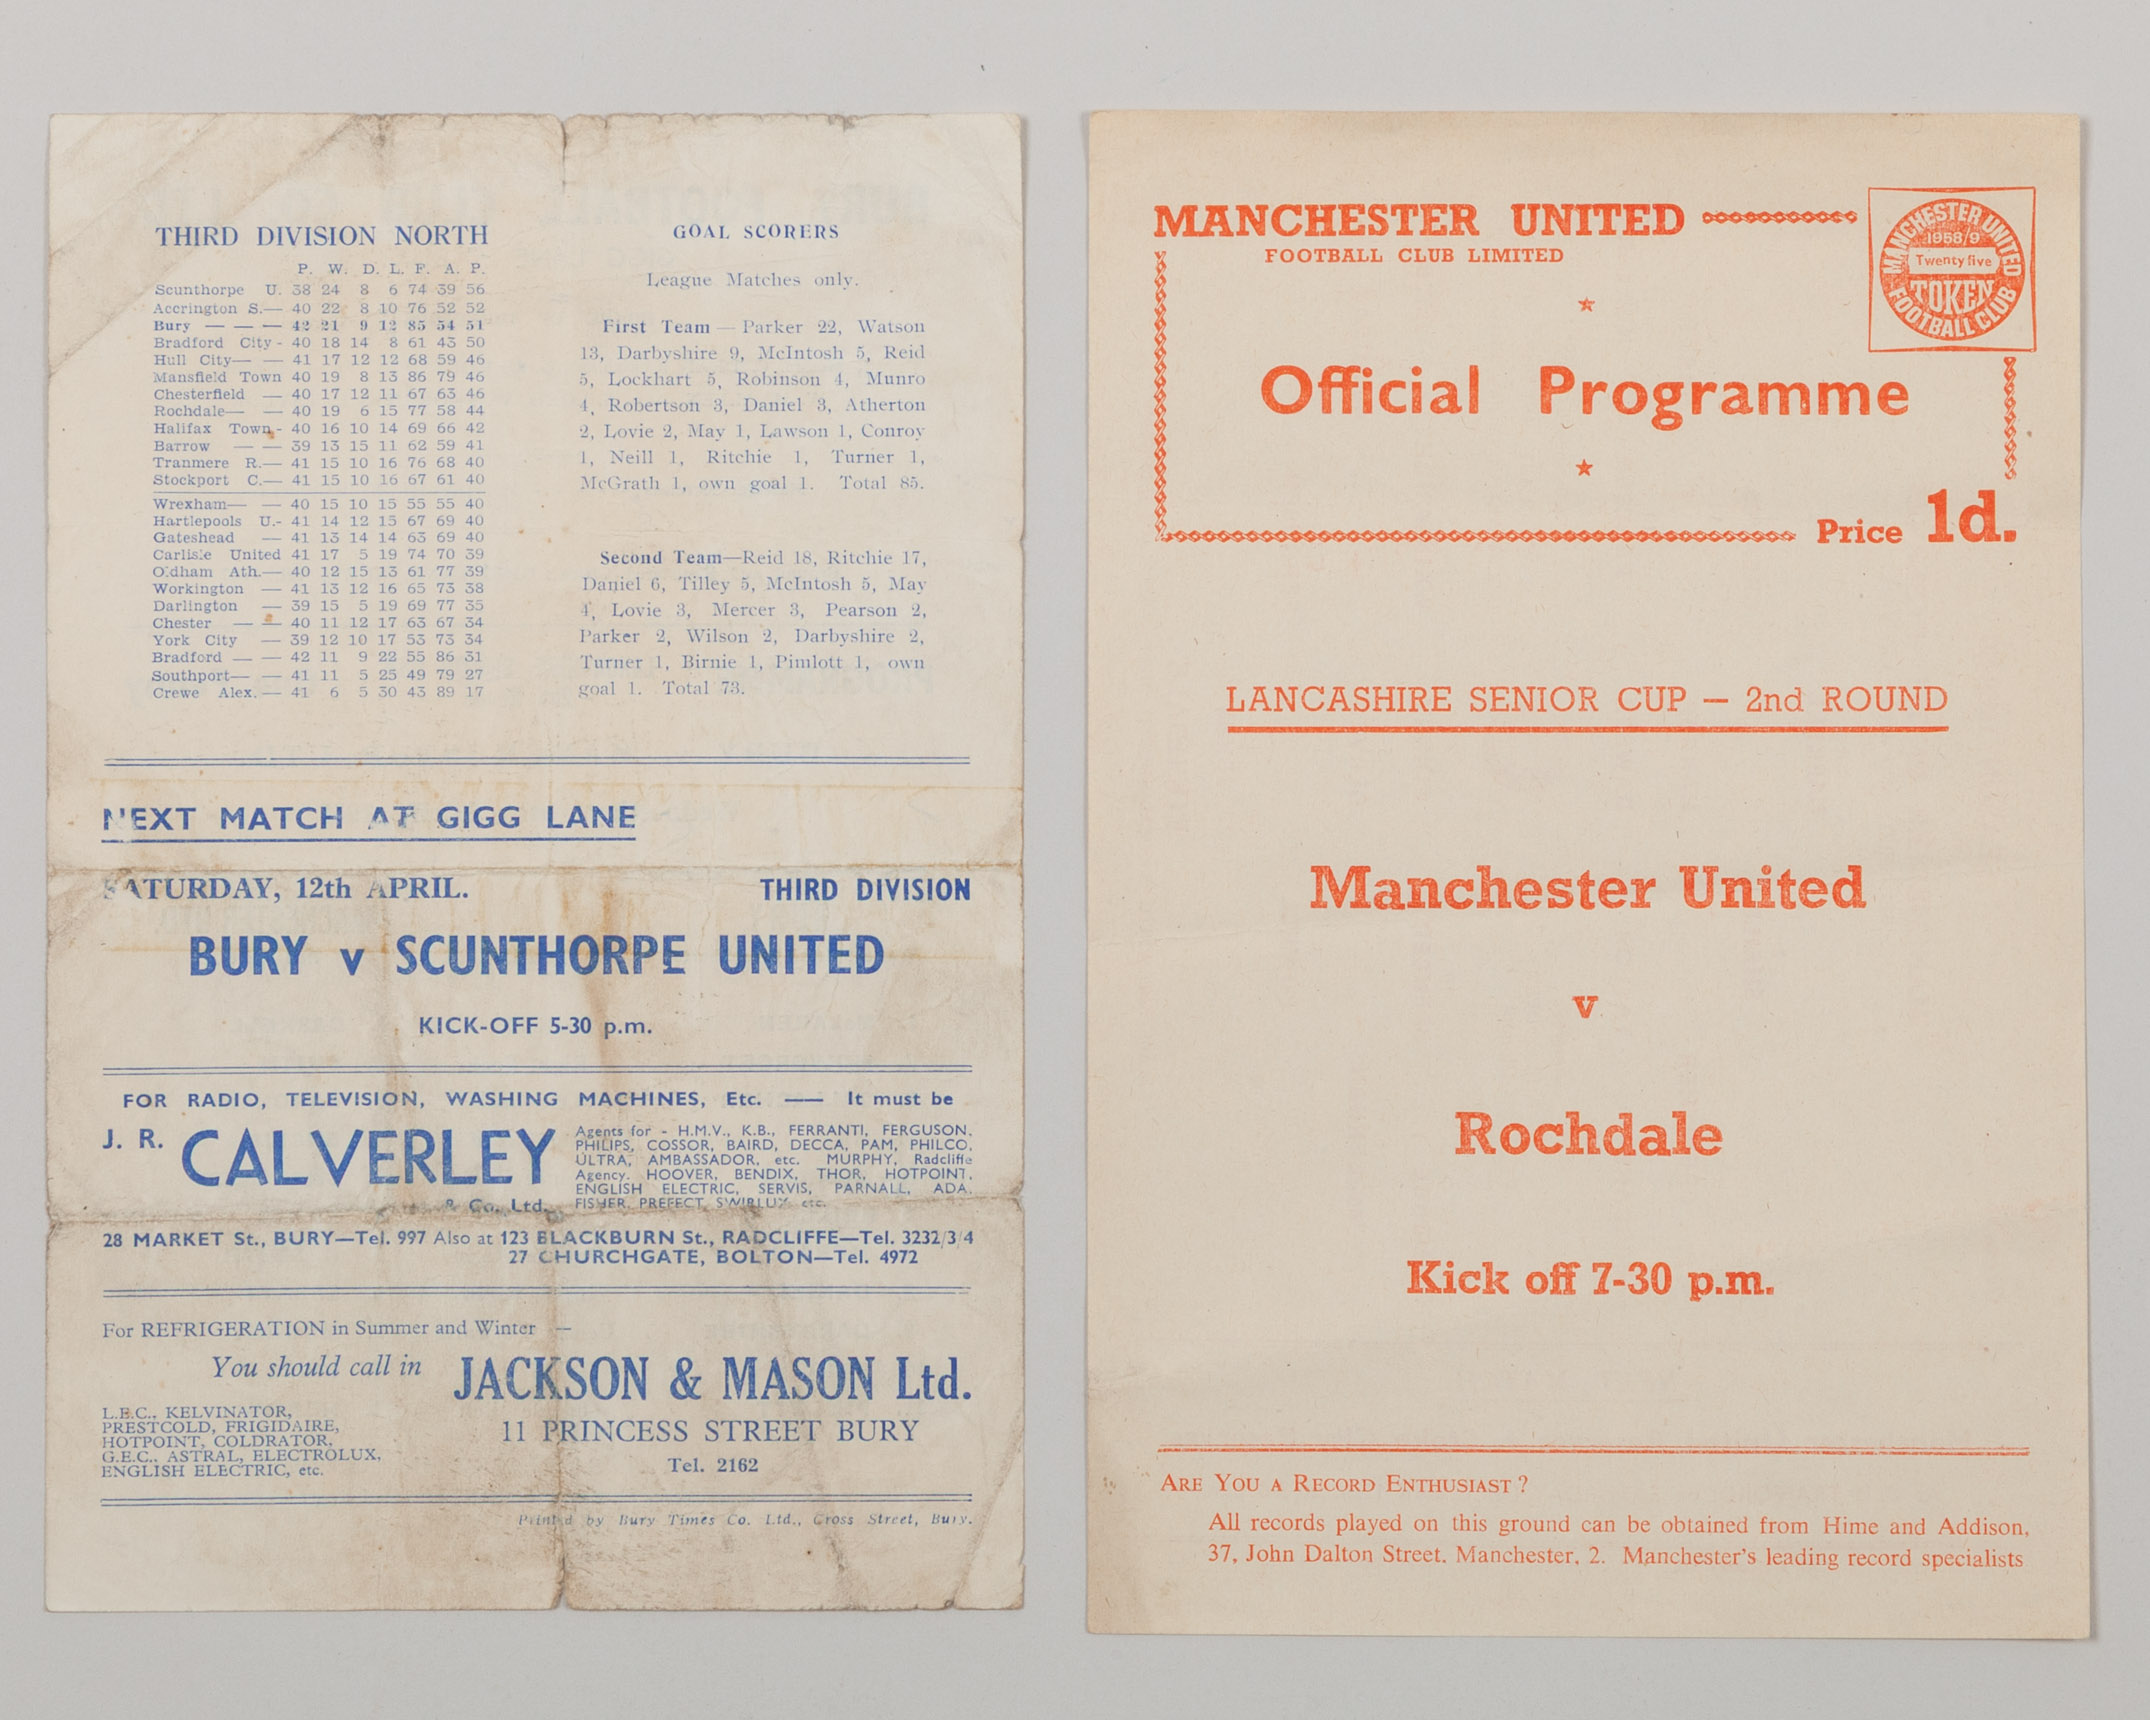 THIRD DIVISION NORTH
P. W. D. L. F. A. P.
Scunthorpe U. 38 24 8 6 74 39 56
Accrington S.— 40 22 8 10 76 52 52
Bury — — — 42 21 9 12 85 54 51
Bradford City - 40 18 14 8 61 43 50
Hull City— — 41 17 12 12 68 59 46
Mansfield Town 40 19 8 13 86 79 46
Chesterfield — 40 17 12 11 67 63 46
Rochdale— — 40 19 6 15 77 58 44
Halifax Town - 40 16 10 14 69 66 42
Barrow — — 39 13 15 11 62 59 41
Tranmere R.— 41 15 10 16 76 68 40
Stockport C.— 41 15 10 16 67 61 40
Wrexham— — 40 15 10 15 55 55 40
Hartlepools U.- 41 14 12 15 67 69 40
Gateshead — 41 13 14 14 63 69 40
Carlisle United 41 17 5 19 74 70 39
Oldham Ath.— 40 12 15 13 61 77 39
Workington — 41 13 12 16 65 73 38
Darlington — 39 15 5 19 69 77 35
Chester — — 40 11 12 17 63 67 34
York City — 39 12 10 17 53 73 34
Bradford — — 42 11 9 22 55 86 31
Southport— — 41 11 5 25 49 79 27
Crewe Alex.— 41 6 5 30 43 89 17
GOAL SCORERS
League Matches only.
First Team — Parker 22, Watson
13, Darbyshire 9, McIntosh 5, Reid
5, Lockhart 5, Robinson 4, Munro
4, Robertson 3, Daniel 3, Atherton
2, Lovie 2, May 1, Lawson 1, Conroy
1, Neill 1, Ritchie 1, Turner 1,
McGrath 1, own goal 1. Total 85.
Second Team—Reid 18, Ritchie 17,
Daniel 6, Tilley 5, McIntosh 5, May
4, Lovie 3, Mercer 3, Pearson 2,
Parker 2, Wilson 2, Darbyshire 2,
Turner 1, Birnie 1, Pimlott 1, own
goal 1. Total 73.
NEXT MATCH AT GIGG LANE
SATURDAY, 12th APRIL. THIRD DIVISION
BURY v SCUNTHORPE UNITED
KICK-OFF 5-30 p.m.
FOR RADIO, TELEVISION, WASHING MACHINES, Etc. —— It must be
J. R. CALVERLEY
& Co. Ltd.
Agents for - H.M.V., K.B., FERRANTI, FERGUSON,
PHILIPS, COSSOR, BAIRD, DECCA, PAM, PHILCO,
ULTRA, AMBASSADOR, etc. MURPHY, Radcliffe
Agency. HOOVER, BENDIX, THOR, HOTPOINT,
ENGLISH ELECTRIC, SERVIS, PARNALL, ADA,
FISHER, PREFECT, SWIRLUX etc.
28 MARKET St., BURY—Tel. 997 Also at 123 BLACKBURN St., RADCLIFFE—Tel. 3232/3/4
27 CHURCHGATE, BOLTON—Tel. 4972
For REFRIGERATION in Summer and Winter —
You should call in JACKSON & MASON Ltd.
L.E.C., KELVINATOR,
PRESTCOLD, FRIGIDAIRE,
HOTPOINT, COLDRATOR,
G.E.C., ASTRAL, ELECTROLUX,
ENGLISH ELECTRIC, etc.
11 PRINCESS STREET BURY
Tel. 2162
Printed by Bury Times Co. Ltd., Cross Street, Bury.
MANCHESTER UNITED
FOOTBALL CLUB LIMITED
MANCHESTER UNITED
1958/9
Twenty five
TOKEN
FOOTBALL CLUB
Official Programme
Price 1d.
LANCASHIRE SENIOR CUP — 2nd ROUND
Manchester United
v
Rochdale
Kick off 7-30 p.m.
ARE YOU A RECORD ENTHUSIAST?
All records played on this ground can be obtained from Hime and Addison,
37, John Dalton Street, Manchester, 2. Manchester's leading record specialists